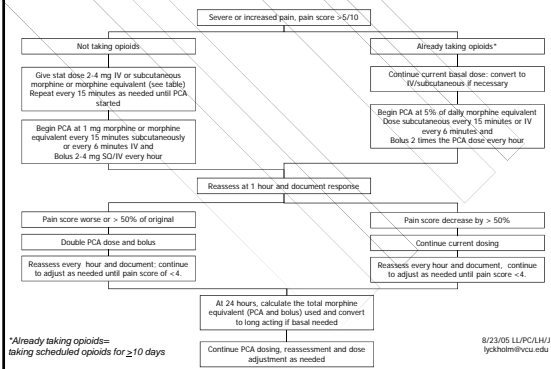 Severe or increased pain, pain score >5/10
Not taking opioids
Already taking opioids*
Give stat dose 2-4 mg IV or subcutaneous
morphine or morphine equivalent (see table)
Repeat every 15 minutes as needed until PCA
started
Continue current basal dose: convert to
IV/subcutaneous if necessary
Begin PCA at 1 mg morphine or morphine
equivalent every 15 minutes subcutaneously
or every 6 minutes IV and
Bolus 2-4 mg SQ/IV every hour
Begin PCA at 5% of daily morphine equivalent
Dose subcutaneous every 15 minutes or IV
every 6 minutes and
Bolus 2 times the PCA dose every hour
Reassess at 1 hour and document response
Pain score worse or > 50% of original
Pain score decrease by > 50%
Double PCA dose and bolus
Continue current dosing
Reassess every hour and document; continue
to adjust as needed until pain score of <4.
Reassess every hour and document, continue
to adjust as needed until pain score <4.
At 24 hours, calculate the total morphine
equivalent (PCA and bolus) used and convert
to long acting if basal needed
Continue PCA dosing, reassessment and dose
adjustment as needed
*Already taking opioids=
taking scheduled opioids for >10 days
8/23/05 LL/PC/LH/J
lyckholm@vcu.edu